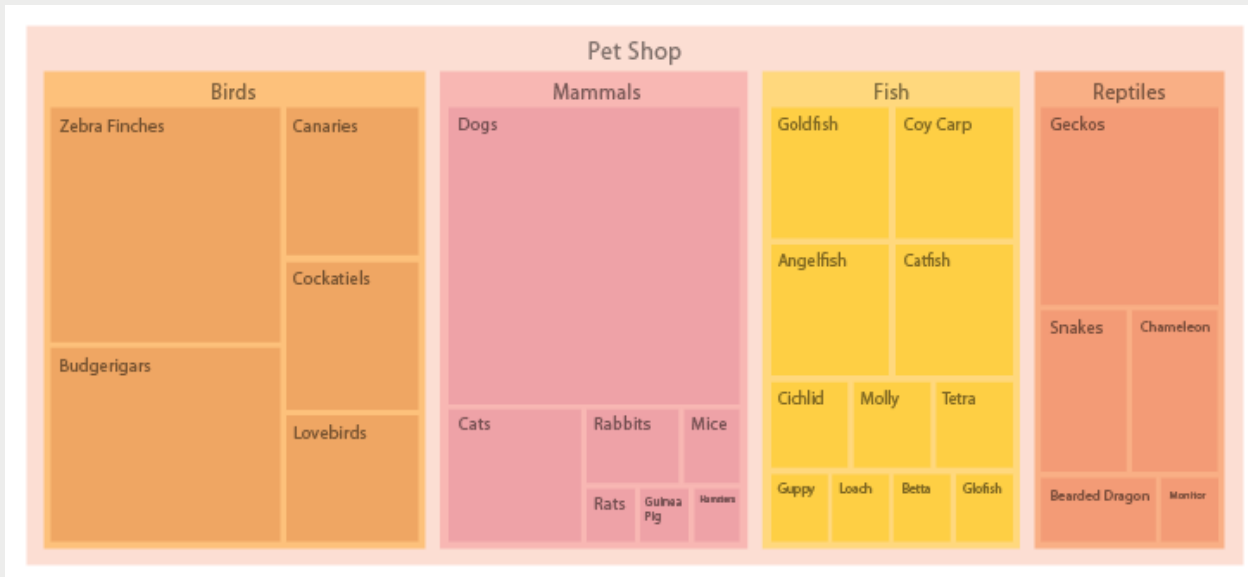 Pet Shop
Birds
Zebra Finches
Canaries
Cockatiels
Budgerigars
Lovebirds
Mammals
Dogs
Cats
Rabbits
Mice
Rats
Guinea
Pig
Hamsters
Fish
Goldfish
Coy Carp
Angelfish
Catfish
Cichlid
Molly
Tetra
Guppy
Loach
Betta
Glofish
Reptiles
Geckos
Snakes
Chameleon
Bearded Dragon
Monitor